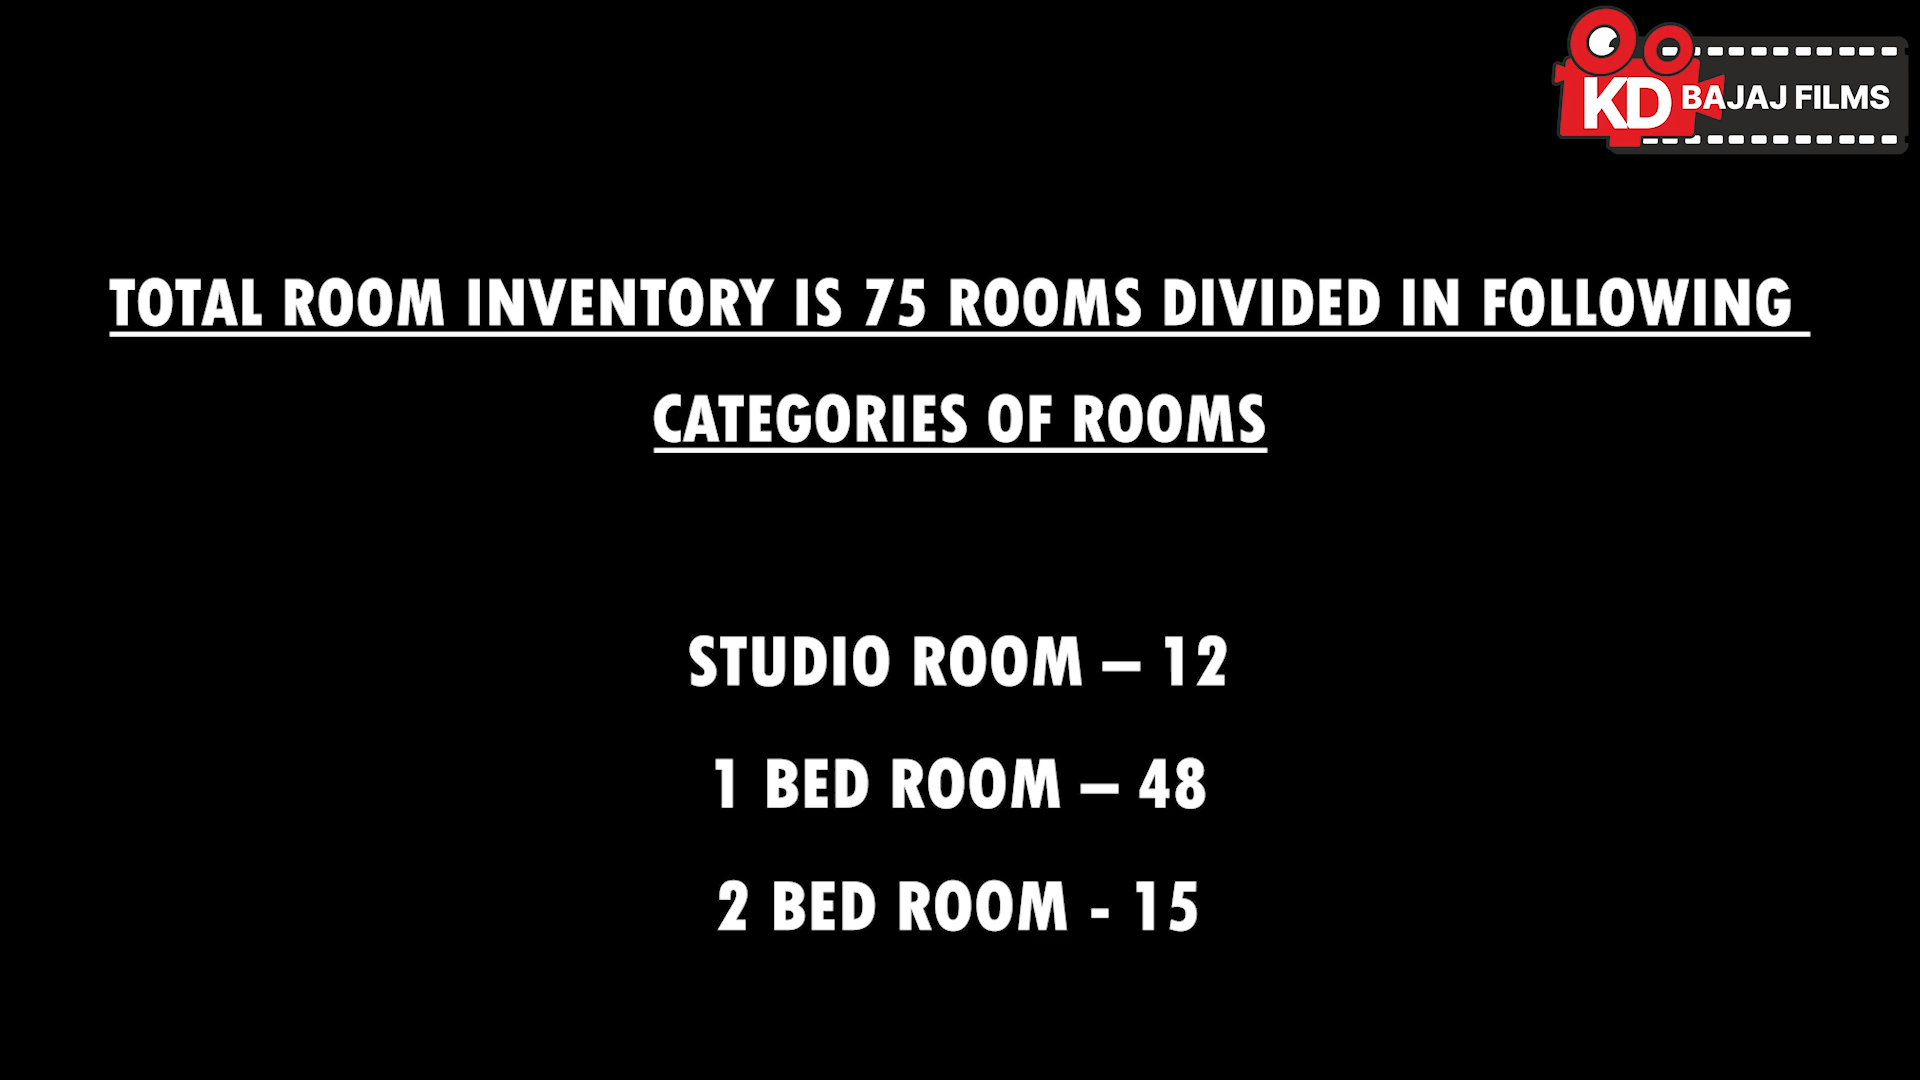 KD BAJAJ FILMS
TOTAL ROOM INVENTORY IS 75 ROOMS DIVIDED IN FOLLOWING
CATEGORIES OF ROOMS
STUDIO ROOM – 12
1 BED ROOM – 48
2 BED ROOM - 15